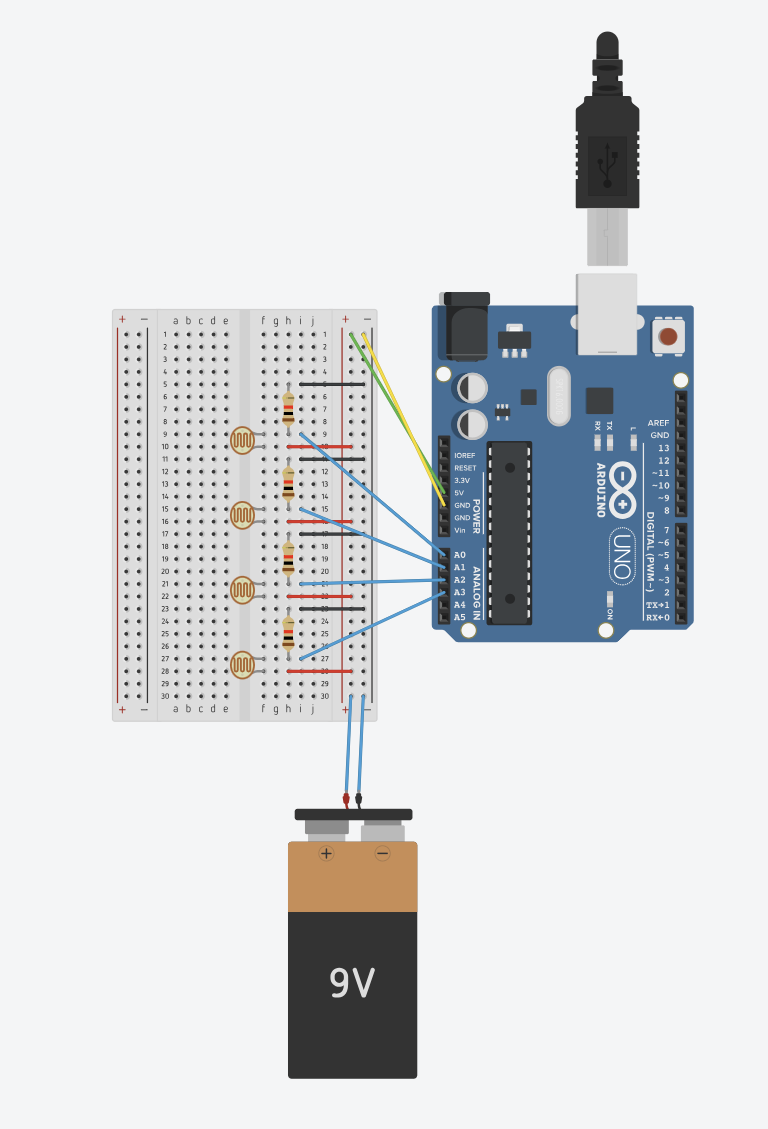 + − a b c d e f g h i j + −
1 1
2 2
3 3
4 4
5 5
6 6
7 7
8 8
9 9
10 10
11 11
12 12
13 13
14 14
15 15
16 16
17 17
18 18
19 19
20 20
21 21
22 22
23 23
24 24
25 25
26 26
27 27
28 28
29 29
30 30
+ − a b c d e f g h i j + −
IOREF
RESET
3.3V
5V
GND
GND
Vin
POWER
A0
A1
A2
A3
A4
A5
ANALOG IN
RX
TX
L
ARDUINO
UNO
ON
AREF
GND
13
12
~11
~10
~9
8
7
~6
~5
~4
~3
2
TX→1
RX←0
DIGITAL (PWM~)
+ −
9V